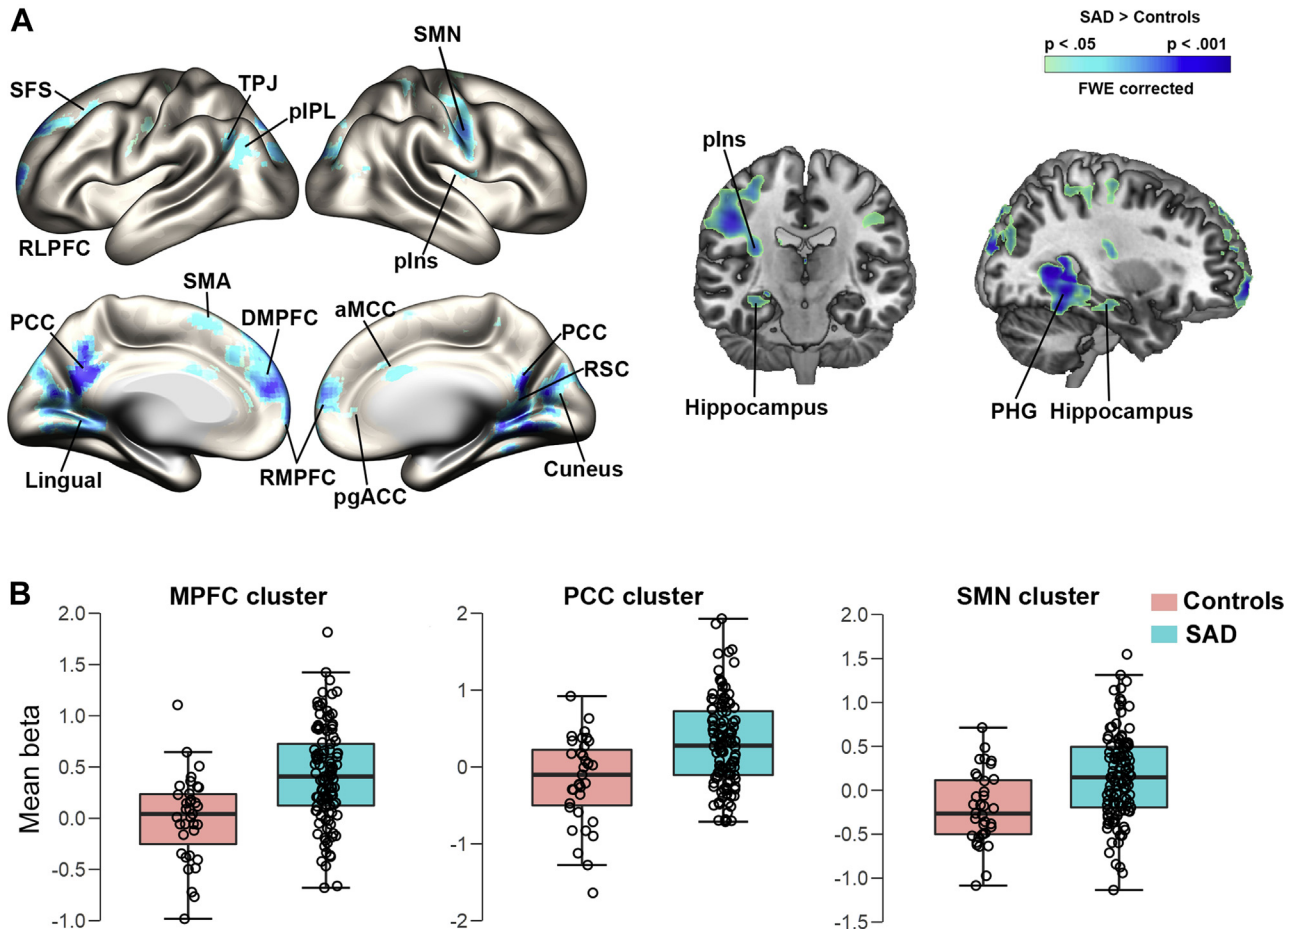 A
SAD > Controls
p < .05 p < .001
FWE corrected
SMN
SFS
TPJ
pIPL
RLPFC
pIns
pIns
SMA
PCC
DMPFC
aMCC
PCC
RSC
Lingual
RMPFC
pgACC
Cuneus
Hippocampus
PHG Hippocampus
B
MPFC cluster
PCC cluster
SMN cluster
Controls
SAD
Mean beta
2.0
1.5
1.0
0.5
0.0
-0.5
-1.0
2
1
0
-1
-2
2.0
1.5
1.0
0.5
0.0
-0.5
-1.0
-1.5